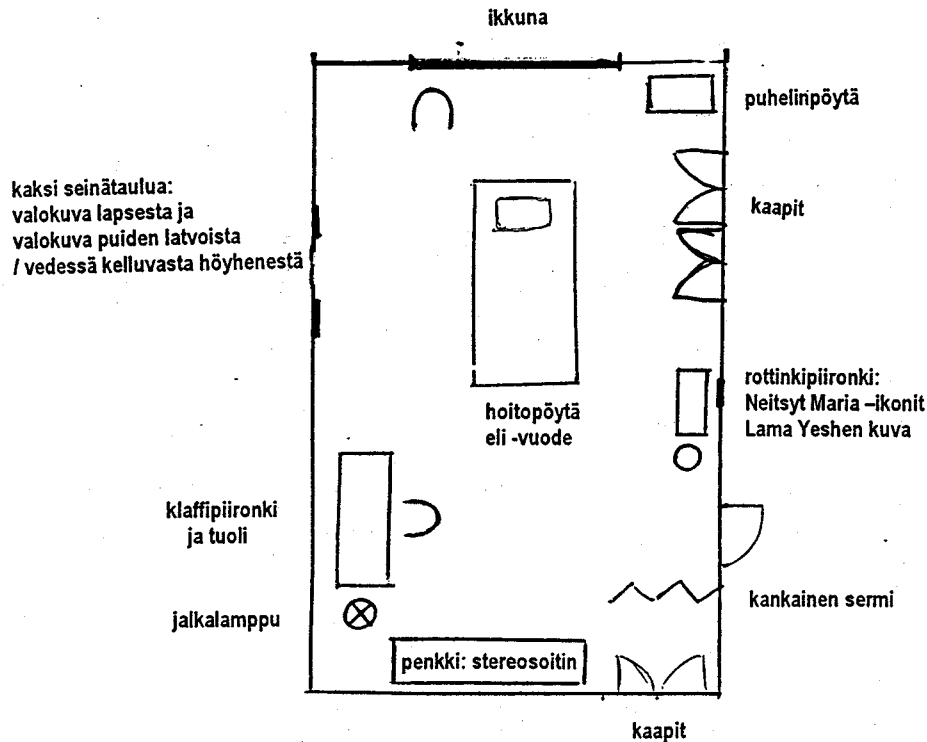 ikkuna
puhelinpöytä
kaksi seinätaulua:
valokuva lapsesta ja
valokuva puiden latvoista
/ vedessä kelluvasta höyhenestä
kaapit
rottinkipiironki:
Neitsyt Maria –ikonit
Lama Yeshen kuva
hoitopöytä
eli -vuode
klaffipiironki
ja tuoli
kankainen sermi
jalkalamppu
penkki: stereosoitin
kaapit